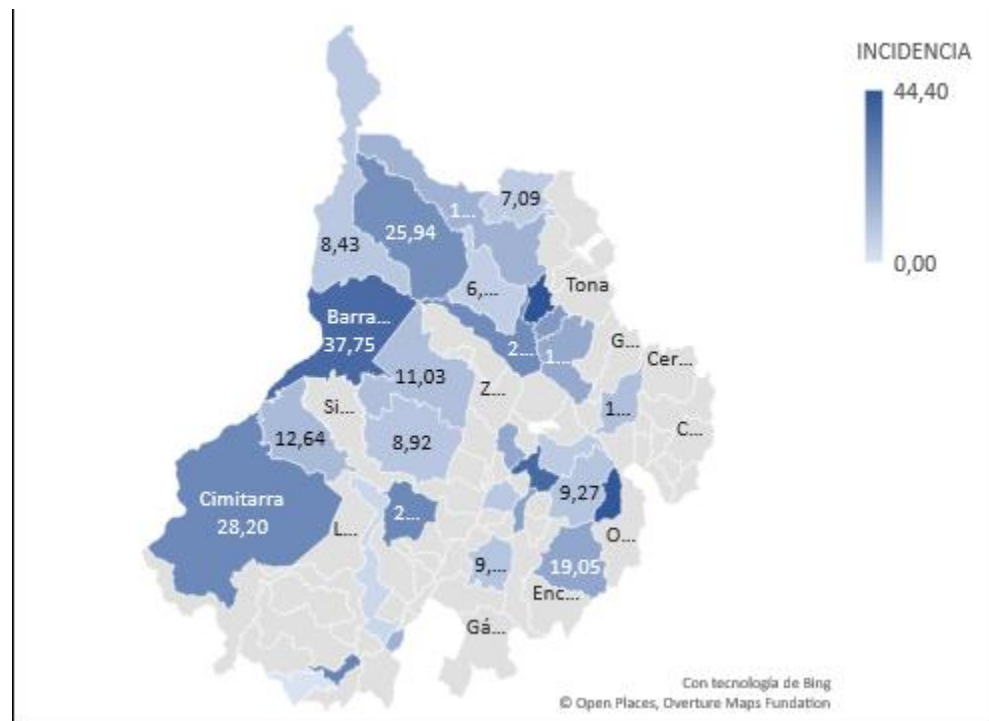 INCIDENCIA
44,40
0,00
7,09
1...
25,94
8,43
Tona
6,...
Barra...
37,75
G...
2...
1...
Cer...
11,03
Z...
Si...
1...
C...
12,64
8,92
Cimitarra
28,20
9,27
2...
L...
O...
9,...
19,05
Enc...
Gá...
Con tecnología de Bing
© Open Places, Overture Maps Fundation